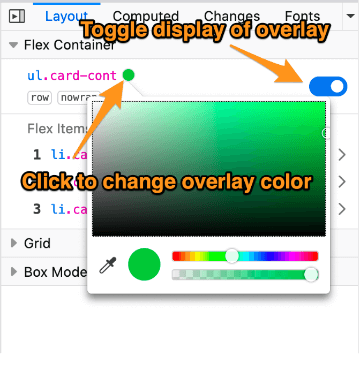 Layout Computed Changes Fonts
Toggle display of overlay
Flex Container
ul.card-cont
row nowrap
Flex Items
1 li.ca
Click to change overlay color
3 li.ca
Grid
Box Mode